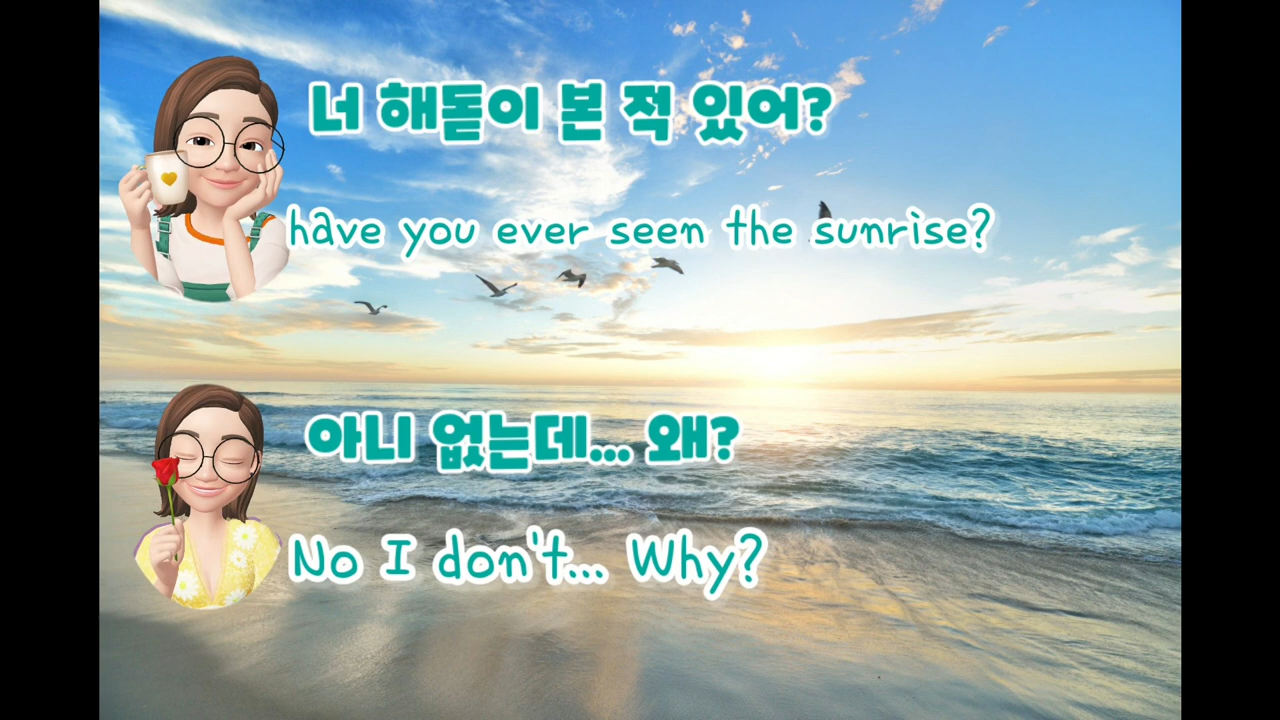 너 해돋이 본 적 있어?
have you ever seen the sunrise?
아니 없는데... 왜?
No I don't... Why?